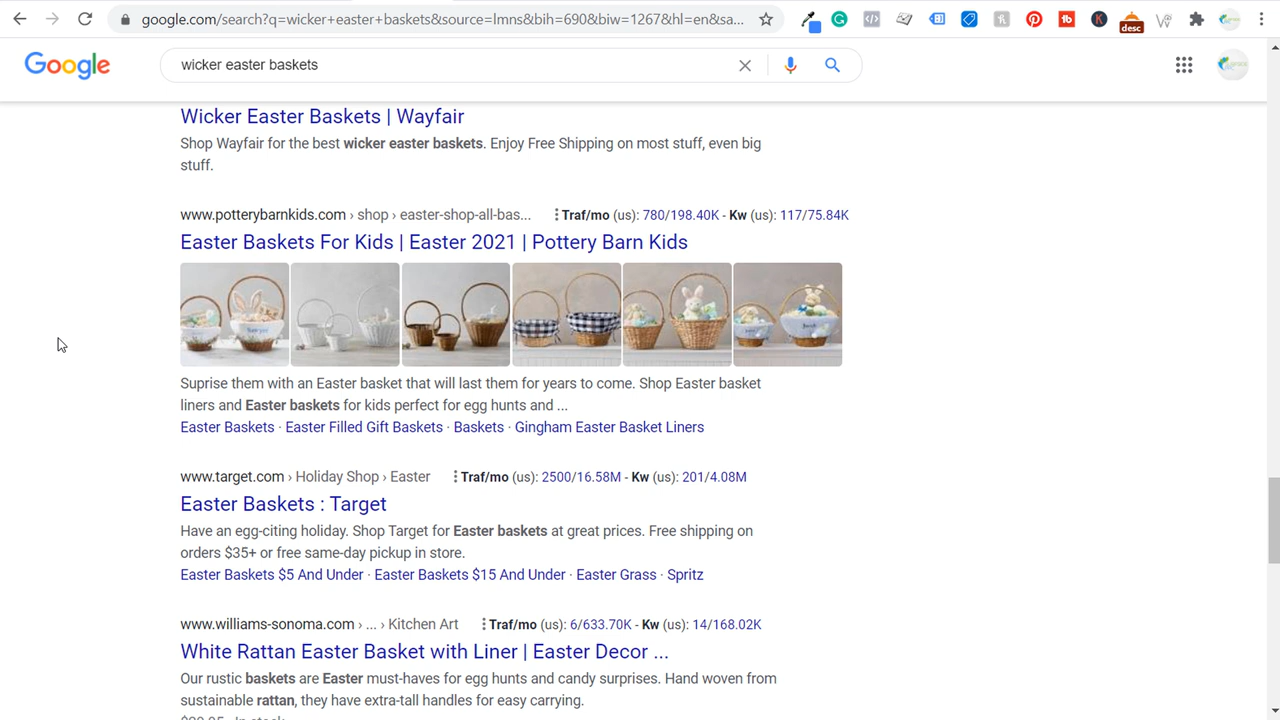 google.com/search?q=wicker+easter+baskets&source=lmns&bih=690&biw=1267&hl=en&sa...
desc
Google
wicker easter baskets
Wicker Easter Baskets | Wayfair
Shop Wayfair for the best wicker easter baskets. Enjoy Free Shipping on most stuff, even big
stuff.
www.potterybarnkids.com › shop › easter-shop-all-bas... Traf/mo (us): 780/198.40K - Kw (us): 117/75.84K
Easter Baskets For Kids | Easter 2021 | Pottery Barn Kids
Suprise them with an Easter basket that will last them for years to come. Shop Easter basket
liners and Easter baskets for kids perfect for egg hunts and ...
Easter Baskets · Easter Filled Gift Baskets · Baskets · Gingham Easter Basket Liners
www.target.com › Holiday Shop › Easter Traf/mo (us): 2500/16.58M - Kw (us): 201/4.08M
Easter Baskets : Target
Have an egg-citing holiday. Shop Target for Easter baskets at great prices. Free shipping on
orders $35+ or free same-day pickup in store.
Easter Baskets $5 And Under · Easter Baskets $15 And Under · Easter Grass · Spritz
www.williams-sonoma.com › ... › Kitchen Art Traf/mo (us): 6/633.70K - Kw (us): 14/168.02K
White Rattan Easter Basket with Liner | Easter Decor ...
Our rustic baskets are Easter must-haves for egg hunts and candy surprises. Hand woven from
sustainable rattan, they have extra-tall handles for easy carrying.